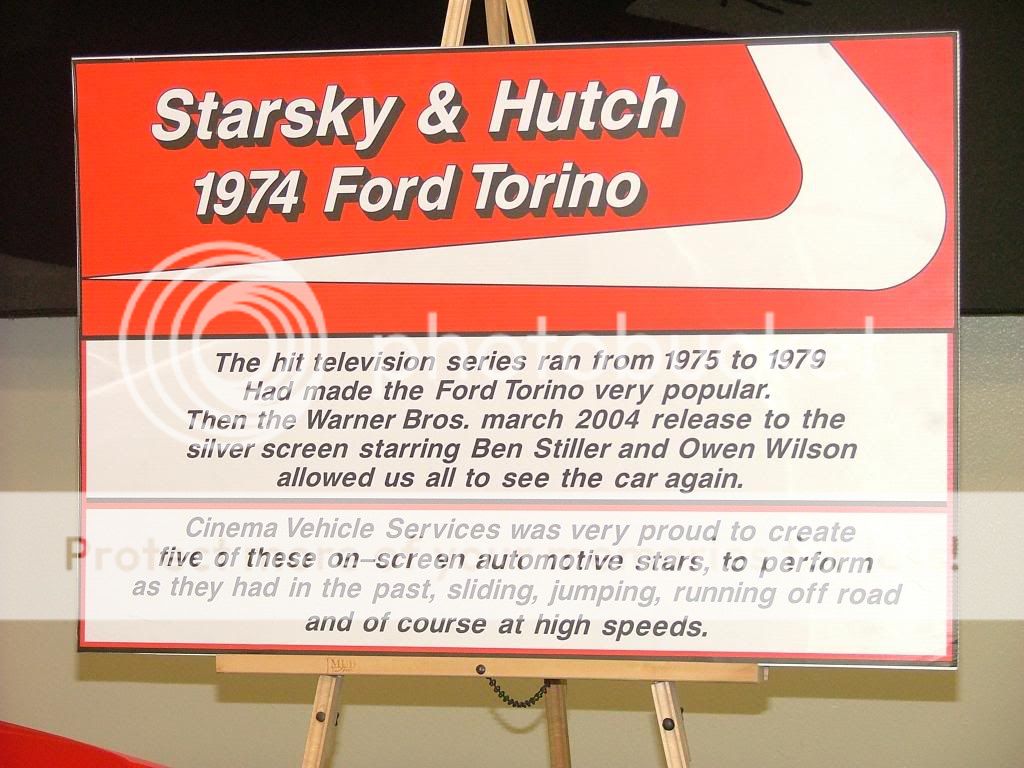 Starsky & Hutch
1974 Ford Torino
photobucket
The hit television series ran from 1975 to 1979
Had made the Ford Torino very popular.
Then the Warner Bros. march 2004 release to the
silver screen starring Ben Stiller and Owen Wilson
allowed us all to see the car again.
Cinema Vehicle Services was very proud to create
five of these on-screen automotive stars, to perform
as they had in the past, sliding, jumping, running off road
and of course at high speeds.
MUD